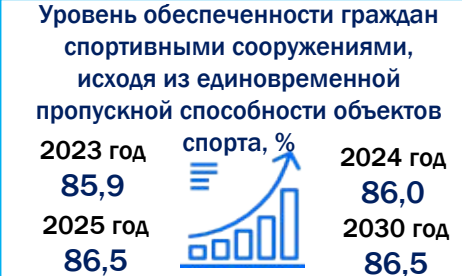 Уровень обеспеченности граждан
спортивными сооружениями,
исходя из единовременной
пропускной способности объектов
спорта, %
2023 год
85,9
2024 год
86,0
2025 год
86,5
2030 год
86,5